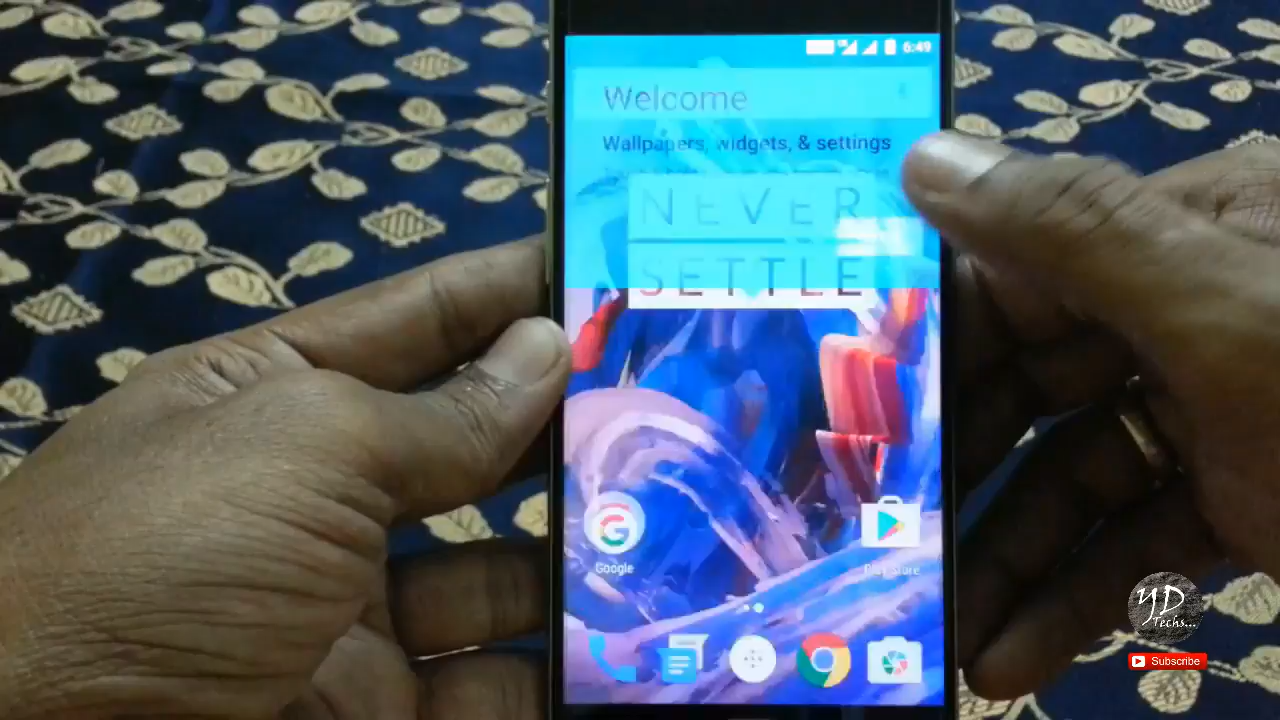 6:49
Welcome
Wallpapers, widgets, & settings
NEVER
SETTLE
Google
Play Store
YD
Techs...
Subscribe